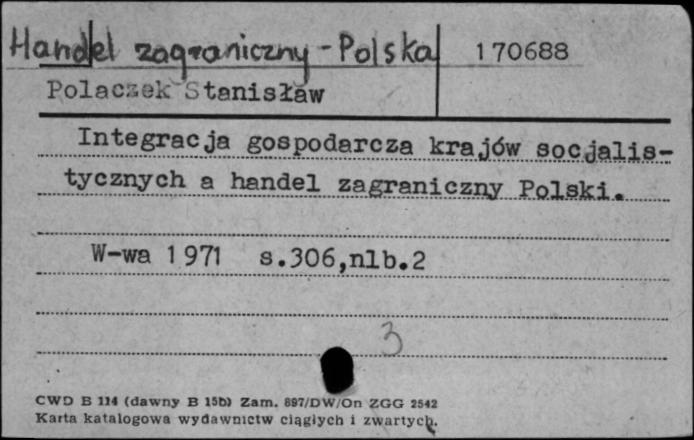 Handel zagraniczny - Polska 170688
Polaczek Stanisław
Integracja gospodarcza krajów socjalis-
tycznych a handel zagraniczny Polski.
W-wa 1971 s.306,nlb.2
3
CWD B 114 (dawny B 15b) Zam. 897/DW/On ZGG 2542
Karta katalogowa wydawnictw ciągłych i zwartych.